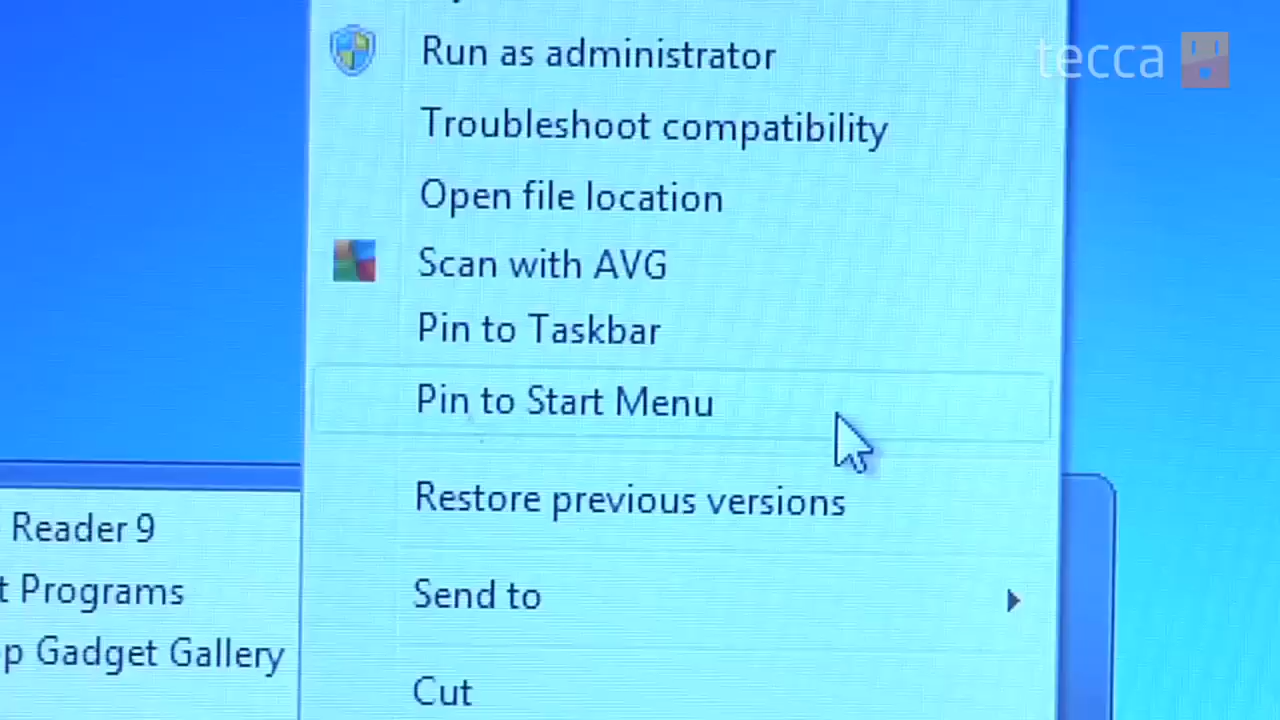 tecca
Run as administrator
Troubleshoot compatibility
Open file location
Scan with AVG
Pin to Taskbar
Pin to Start Menu
Restore previous versions
Send to
Cut
Reader 9
t Programs
p Gadget Gallery